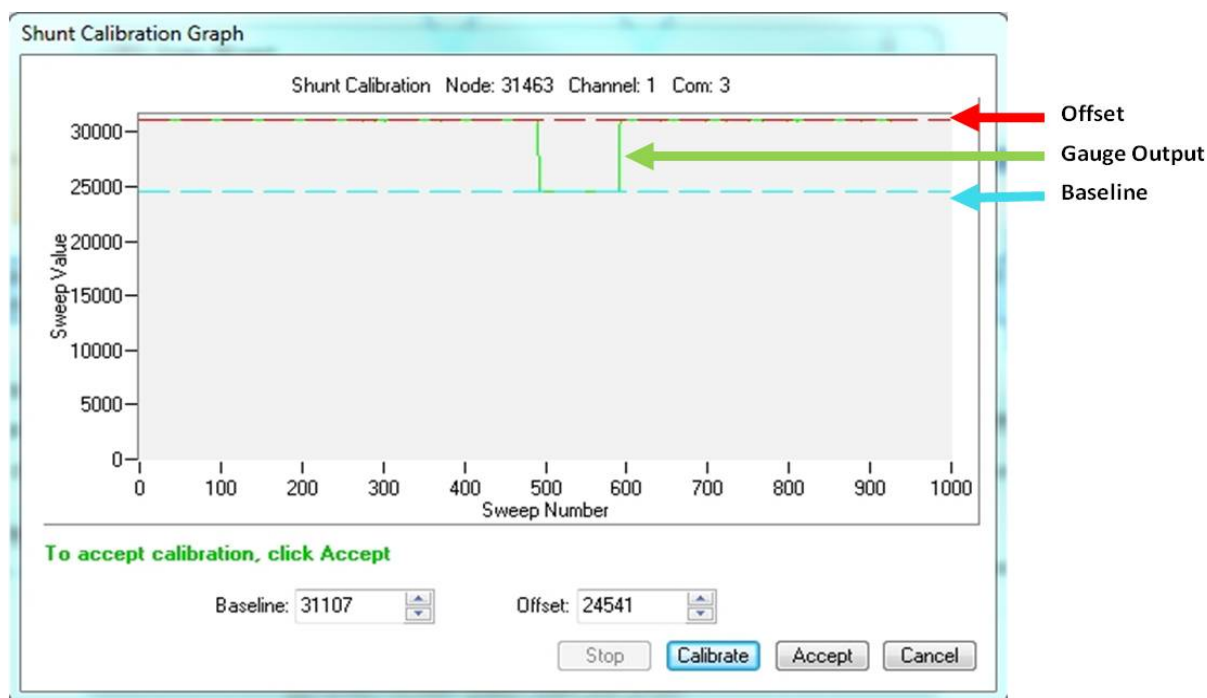 Shunt Calibration Graph
Shunt Calibration Node: 31463 Channel: 1 Com: 3
Offset
Gauge Output
Baseline
30000
25000
20000
15000
10000
5000
0
Sweep Value
0 100 200 300 400 500 600 700 800 900 1000
Sweep Number
To accept calibration, click Accept
Baseline: 31107 Offset: 24541
Stop Calibrate Accept Cancel